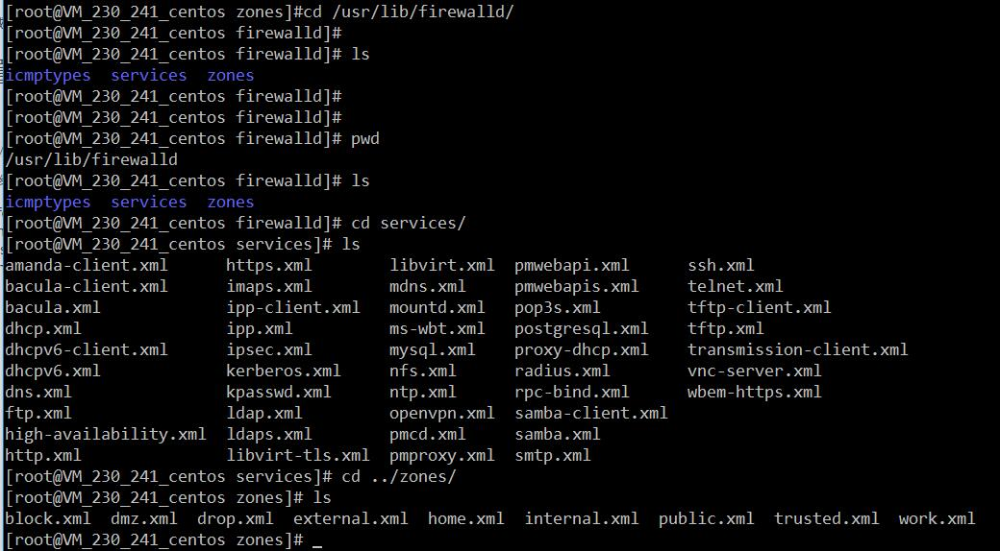 [root@VM_230_241_centos zones]#cd /usr/lib/firewalld/
[root@VM_230_241_centos firewalld]#
[root@VM_230_241_centos firewalld]# ls
icmptypes  services  zones
[root@VM_230_241_centos firewalld]#
[root@VM_230_241_centos firewalld]#
[root@VM_230_241_centos firewalld]# pwd
/usr/lib/firewalld
[root@VM_230_241_centos firewalld]# ls
icmptypes  services  zones
[root@VM_230_241_centos firewalld]# cd services/
[root@VM_230_241_centos services]# ls
amanda-client.xml      https.xml        libvirt.xml  pmwebapi.xml      ssh.xml
bacula-client.xml      imaps.xml        mdns.xml     pmwebapis.xml     telnet.xml
bacula.xml             ipp-client.xml   mountd.xml   pop3s.xml         tftp-client.xml
dhcp.xml               ipp.xml          ms-wbt.xml   postgresql.xml    tftp.xml
dhcpv6-client.xml      ipsec.xml        mysql.xml    proxy-dhcp.xml    transmission-client.xml
dhcpv6.xml             kerberos.xml     nfs.xml      radius.xml        vnc-server.xml
dns.xml                kpasswd.xml      ntp.xml      rpc-bind.xml      wbem-https.xml
ftp.xml                ldap.xml         openvpn.xml  samba-client.xml
high-availability.xml  ldaps.xml        pmcd.xml     samba.xml
http.xml               libvirt-tls.xml  pmproxy.xml  smtp.xml
[root@VM_230_241_centos services]# cd ../zones/
[root@VM_230_241_centos zones]# ls
block.xml  dmz.xml  drop.xml  external.xml  home.xml  internal.xml  public.xml  trusted.xml  work.xml
[root@VM_230_241_centos zones]# _